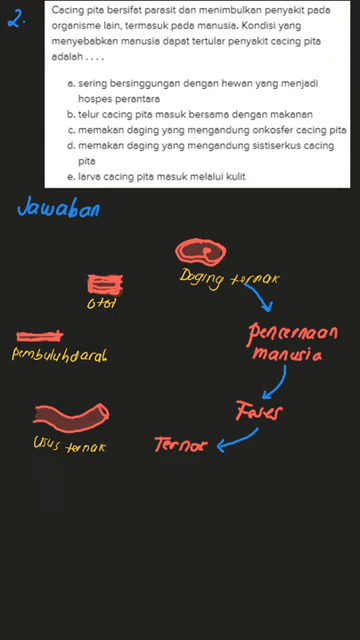 2.
Cacing pita bersifat parasit dan menimbulkan penyakit pada
organisme lain, termasuk pada manusia. Kondisi yang
menyebabkan manusia dapat tertular penyakit cacing pita
adalah . . . .
a. sering bersinggungan dengan hewan yang menjadi
hospes perantara
b. telur cacing pita masuk bersama dengan makanan
c. memakan daging yang mengandung onkosfer cacing pita
d. memakan daging yang mengandung sistiserkus cacing
pita
e. larva cacing pita masuk melalui kulit
Jawaban
Daging ternak
Otot
Pencernaan
manusia
Pembuluh darah
Feses
Usus ternak
Ternak